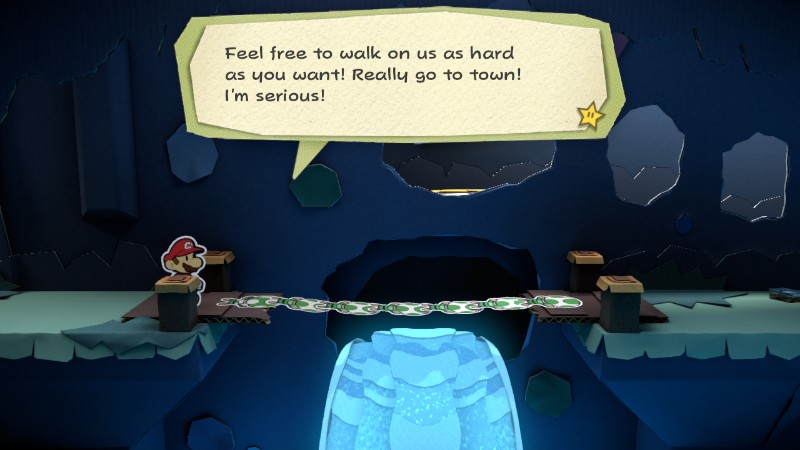 Feel free to walk on us as hard
as you want! Really go to town!
I'm serious!